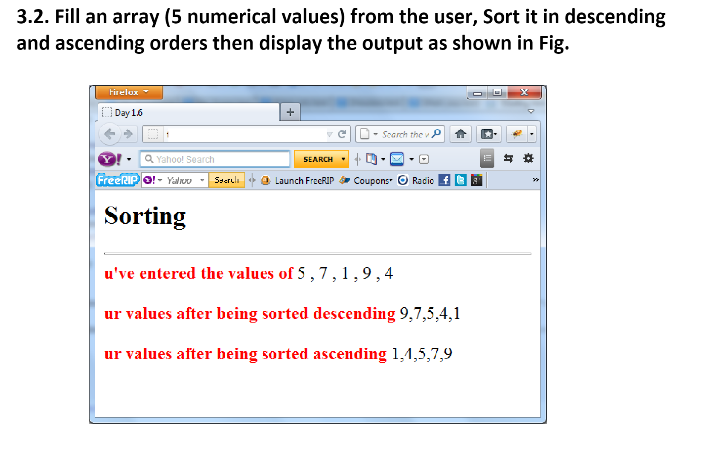 3.2. Fill an array (5 numerical values) from the user, Sort it in descending
and ascending orders then display the output as shown in Fig.
Firefox
Day 1.6
Search the
Y! Yahoo! Search SEARCH
FreeRIP Yahoo Search Launch FreeRIP Coupons Radio
Sorting
u've entered the values of 5 , 7 , 1 , 9 , 4
ur values after being sorted descending 9,7,5,4,1
ur values after being sorted ascending 1,4,5,7,9